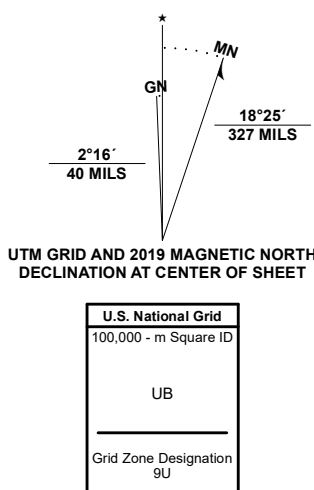 ★
MN
GN
18°25´
327 MILS
2°16´
40 MILS
UTM GRID AND 2019 MAGNETIC NORTH
DECLINATION AT CENTER OF SHEET
U.S. National Grid
100,000 - m Square ID
UB
Grid Zone Designation
9U